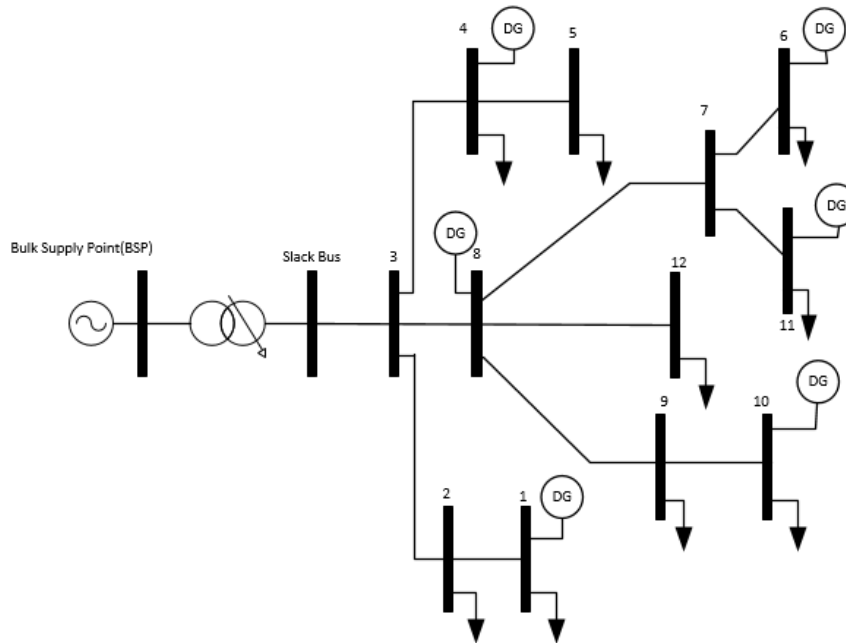 4
DG
5
6
DG
7
DG
11
DG
8
Bulk Supply Point(BSP)
Slack Bus
3
12
DG
9
10
2
1
DG